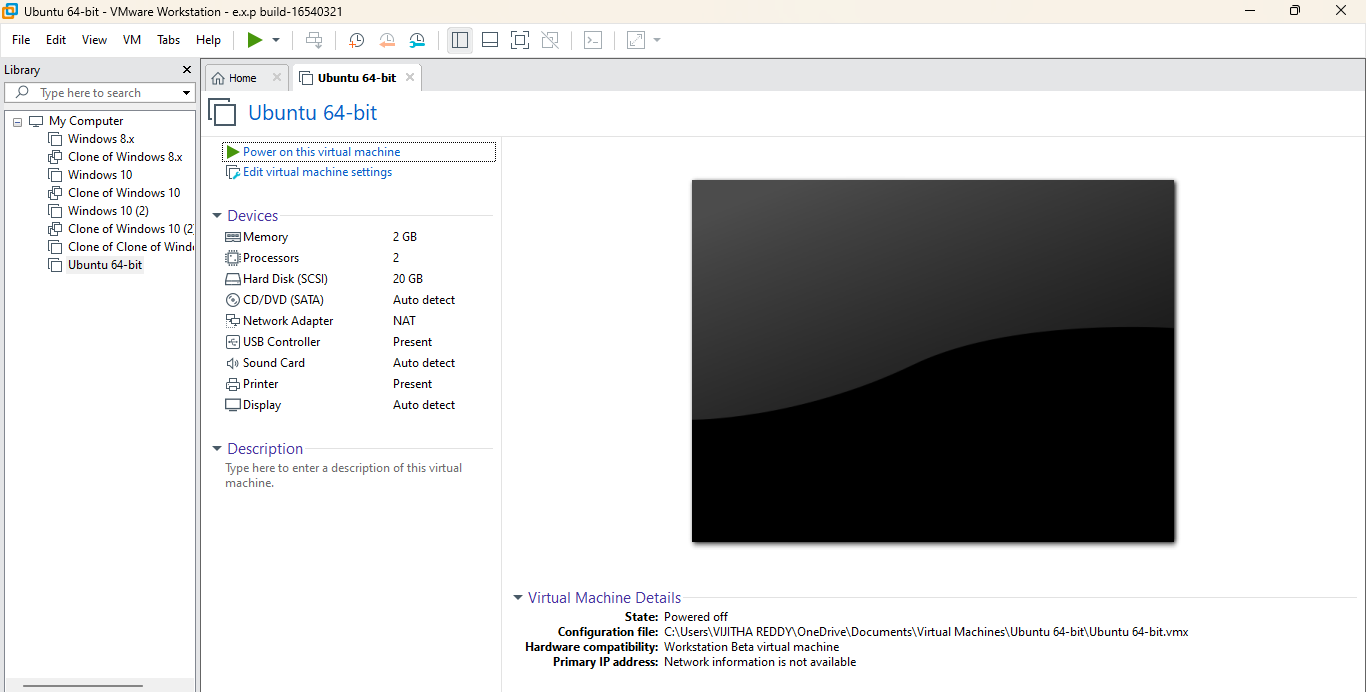 Ubuntu 64-bit - VMware Workstation - e.x.p build-16540321
File Edit View VM Tabs Help
Library
Type here to search
My Computer
Windows 8.x
Clone of Windows 8.x
Windows 10
Clone of Windows 10
Windows 10 (2)
Clone of Windows 10 (2
Clone of Clone of Wind
Ubuntu 64-bit
Home
Ubuntu 64-bit
Ubuntu 64-bit
Power on this virtual machine
Edit virtual machine settings
Devices
Memory 2 GB
Processors 2
Hard Disk (SCSI) 20 GB
CD/DVD (SATA) Auto detect
Network Adapter NAT
USB Controller Present
Sound Card Auto detect
Printer Present
Display Auto detect
Description
Type here to enter a description of this virtual
machine.
Virtual Machine Details
State: Powered off
Configuration file: C:\Users\VIJITHA REDDY\OneDrive\Documents\Virtual Machines\Ubuntu 64-bit\Ubuntu 64-bit.vmx
Hardware compatibility: Workstation Beta virtual machine
Primary IP address: Network information is not available